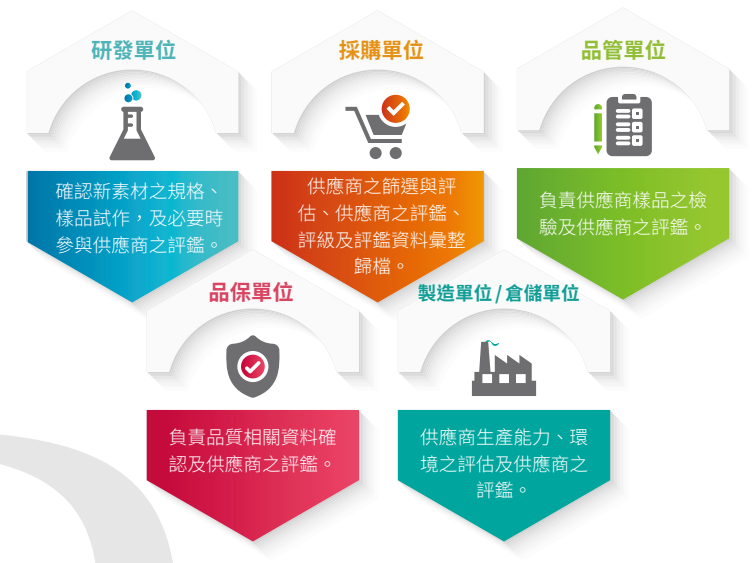 研發單位
確認新素材之規格、
樣品試作，及必要時
參與供應商之評鑑。
採購單位
供應商之篩選與評
估、供應商之評鑑、
評級及評鑑資料彙整
歸檔。
品管單位
負責供應商樣品之檢
驗及供應商之評鑑。
品保單位
負責品質相關資料確
認及供應商之評鑑。
製造單位/倉儲單位
供應商生產能力、環
境之評估及供應商之
評鑑。